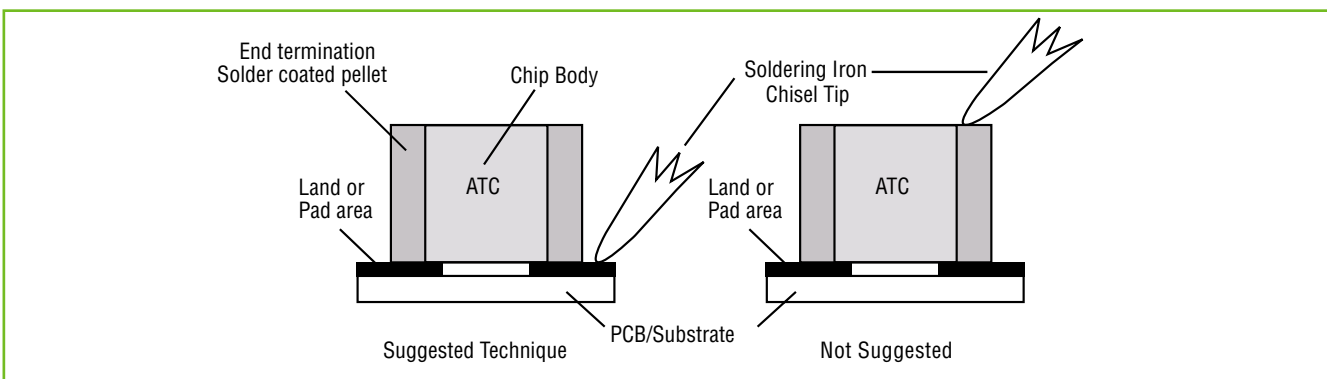 End termination
Solder coated pellet
Chip Body
Soldering Iron
Chisel Tip
Land or
Pad area
ATC
Land or
Pad area
ATC
PCB/Substrate
Suggested Technique
Not Suggested